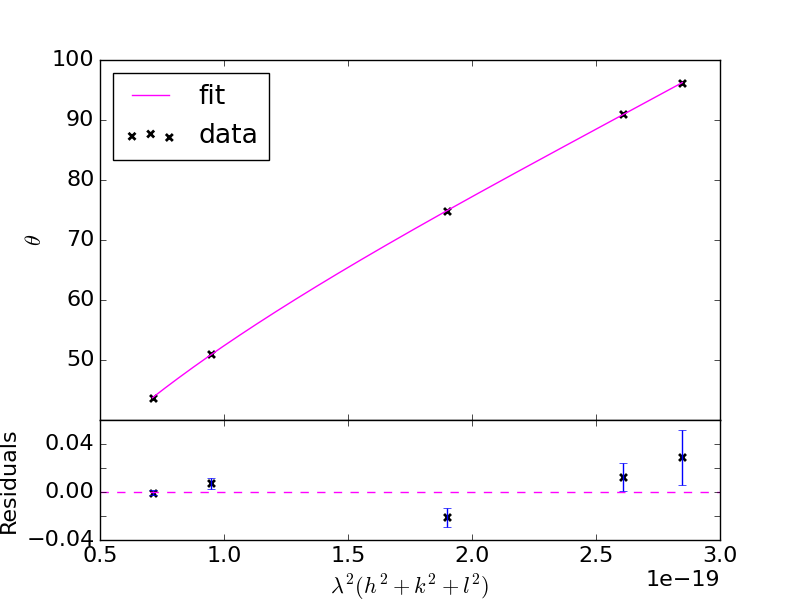 100
90
80
70
60
50
θ
fit
data
Residuals
0.04
0.00
−0.04
0.5 1.0 1.5 2.0 2.5 3.0
1e−19
λ²(h² + k² + l²)